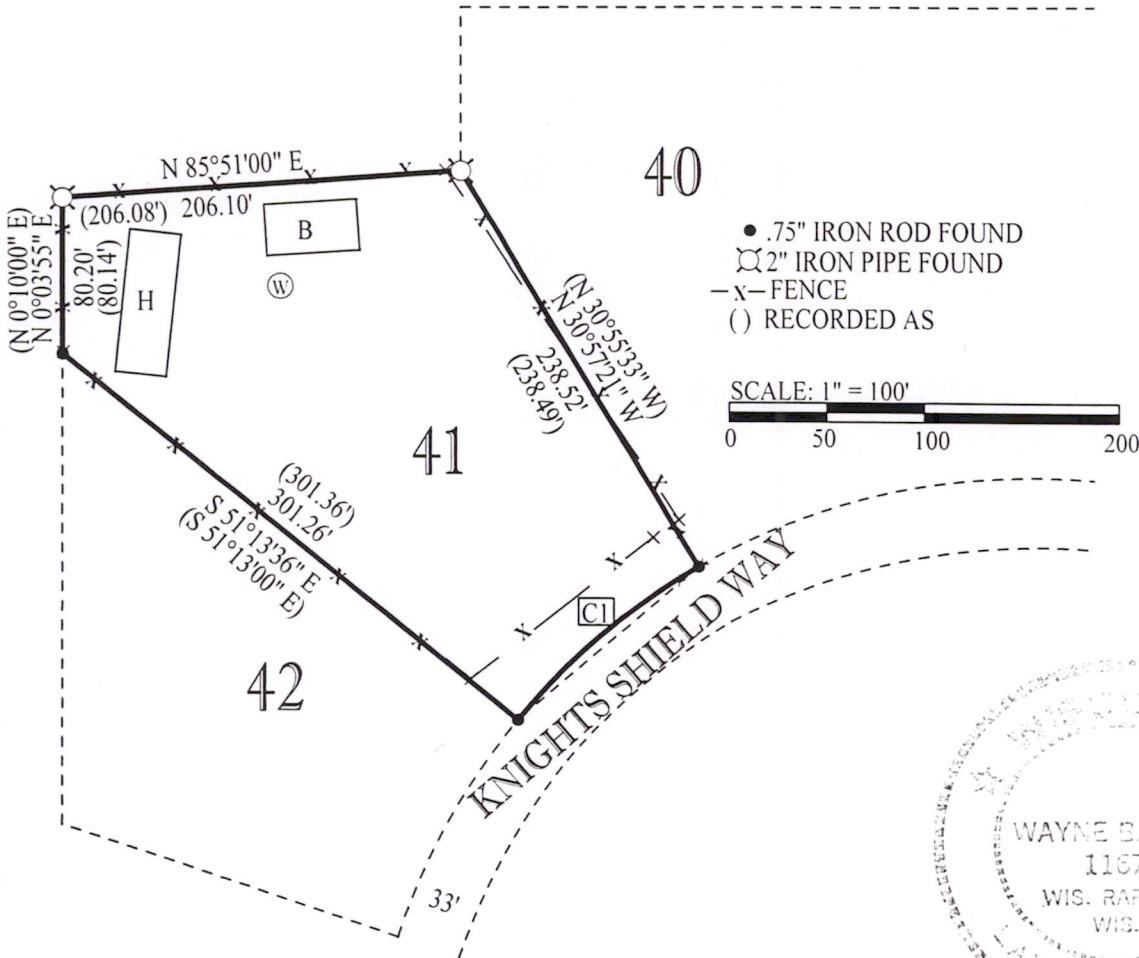 40
N 85°51'00" E
(206.08') 206.10'
B
(N 0°10'00" E)
N 0°03'55" E
80.20'
(80.14')
H
W
(N 30°55'33" W)
N 30°57'21" W
238.52'
(238.49')
.75" IRON ROD FOUND
2" IRON PIPE FOUND
–x– FENCE
( ) RECORDED AS
SCALE: 1" = 100'
0 50 100 200
41
(301.36')
301.26'
S 51°13'36" E
(S 51°13'00" E)
C1
KNIGHTS SHIELD WAY
42
33'
WAYNE
WIS.
WIS.